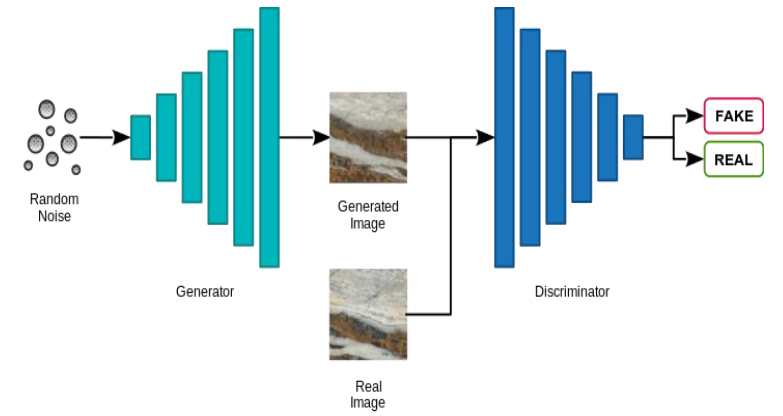 Random
Noise
Generator
Generated
Image
Real
Image
Discriminator
FAKE
REAL